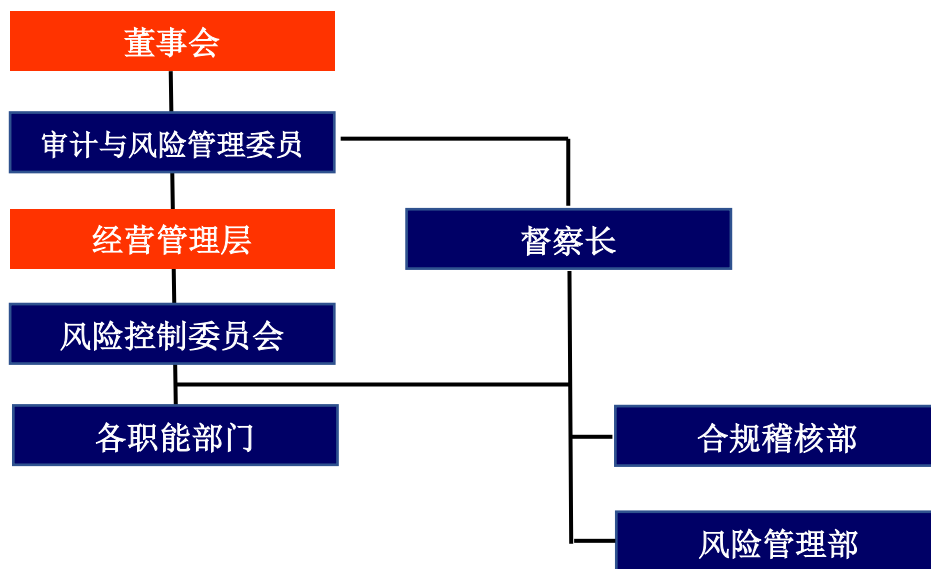 董事会
审计与风险管理委员
经营管理层
督察长
风险控制委员会
各职能部门
合规稽核部
风险管理部